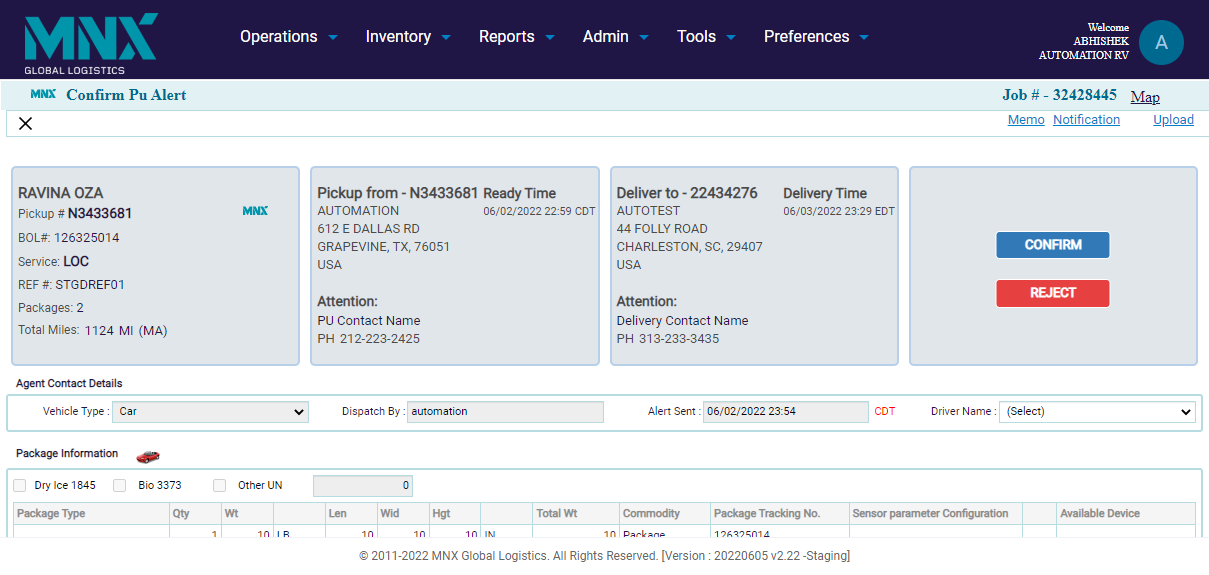 MNX
GLOBAL LOGISTICS
Operations Inventory Reports Admin Tools Preferences
Welcome
ABHISHEK
AUTOMATION RV
A
MNX Confirm Pu Alert
Job # - 32428445 Map
Memo Notification Upload
RAVINA OZA
Pickup # N3433681
MNX
BOL#: 126325014
Service: LOC
REF #: STGDREF01
Packages: 2
Total Miles: 1124 MI (MA)
Pickup from - N3433681 Ready Time
AUTOMATION 06/02/2022 22:59 CDT
612 E DALLAS RD
GRAPEVINE, TX, 76051
USA
Attention:
PU Contact Name
PH 212-223-2425
Deliver to - 22434276 Delivery Time
AUTOTEST 06/03/2022 23:29 EDT
44 FOLLY ROAD
CHARLESTON, SC, 29407
USA
Attention:
Delivery Contact Name
PH 313-233-3435
CONFIRM
REJECT
Agent Contact Details
Vehicle Type : Car Dispatch By : automation Alert Sent : 06/02/2022 23:54 CDT Driver Name : (Select)
Package Information
Dry Ice 1845 Bio 3373 Other UN 0
Package Type Qty Wt Len Wid Hgt Total Wt Commodity Package Tracking No. Sensor parameter Configuration Available Device
1 10 LB 10 10 10 IN 10 Package 126325014
© 2011-2022 MNX Global Logistics. All Rights Reserved. [Version : 20220605 v2.22 -Staging]